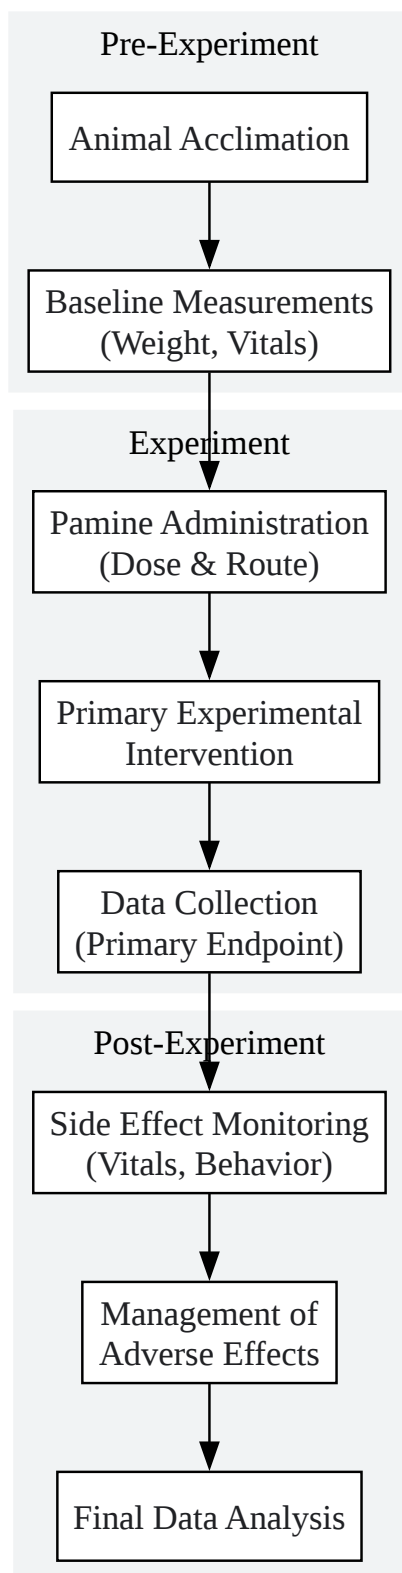 Pre-Experiment
Animal Acclimation
Baseline Measurements
(Weight, Vitals)
Experiment
Pamine Administration
(Dose & Route)
Primary Experimental
Intervention
Data Collection
(Primary Endpoint)
Post-Experiment
Side Effect Monitoring
(Vitals, Behavior)
Management of
Adverse Effects
Final Data Analysis